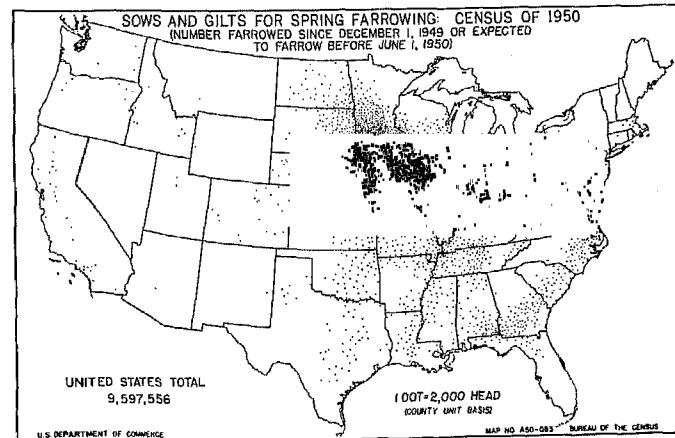 SOWS AND GILTS FOR SPRING FARROWING: CENSUS OF 1950
(NUMBER FARROWED SINCE DECEMBER 1, 1949 OR EXPECTED
TO FARROW BEFORE JUNE 1, 1950)
UNITED STATES TOTAL
9,597,556
1 DOT=2,000 HEAD
(COUNTY UNIT BASIS)
U.S. DEPARTMENT OF COMMERCE
MAP NO. A50-083 BUREAU OF THE CENSUS